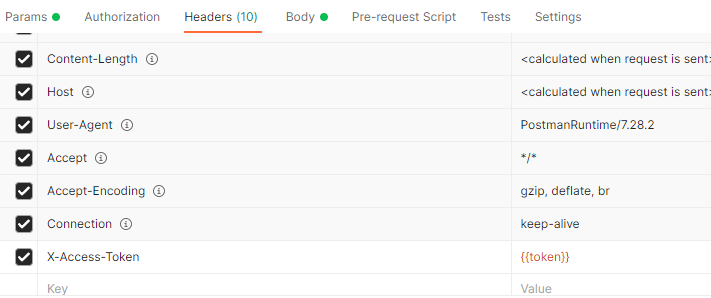 Params Authorization Headers (10) Body Pre-request Script Tests Settings
Content-Length <calculated when request is sent>
Host <calculated when request is sent>
User-Agent PostmanRuntime/7.28.2
Accept */*
Accept-Encoding gzip, deflate, br
Connection keep-alive
X-Access-Token {{token}}
Key Value